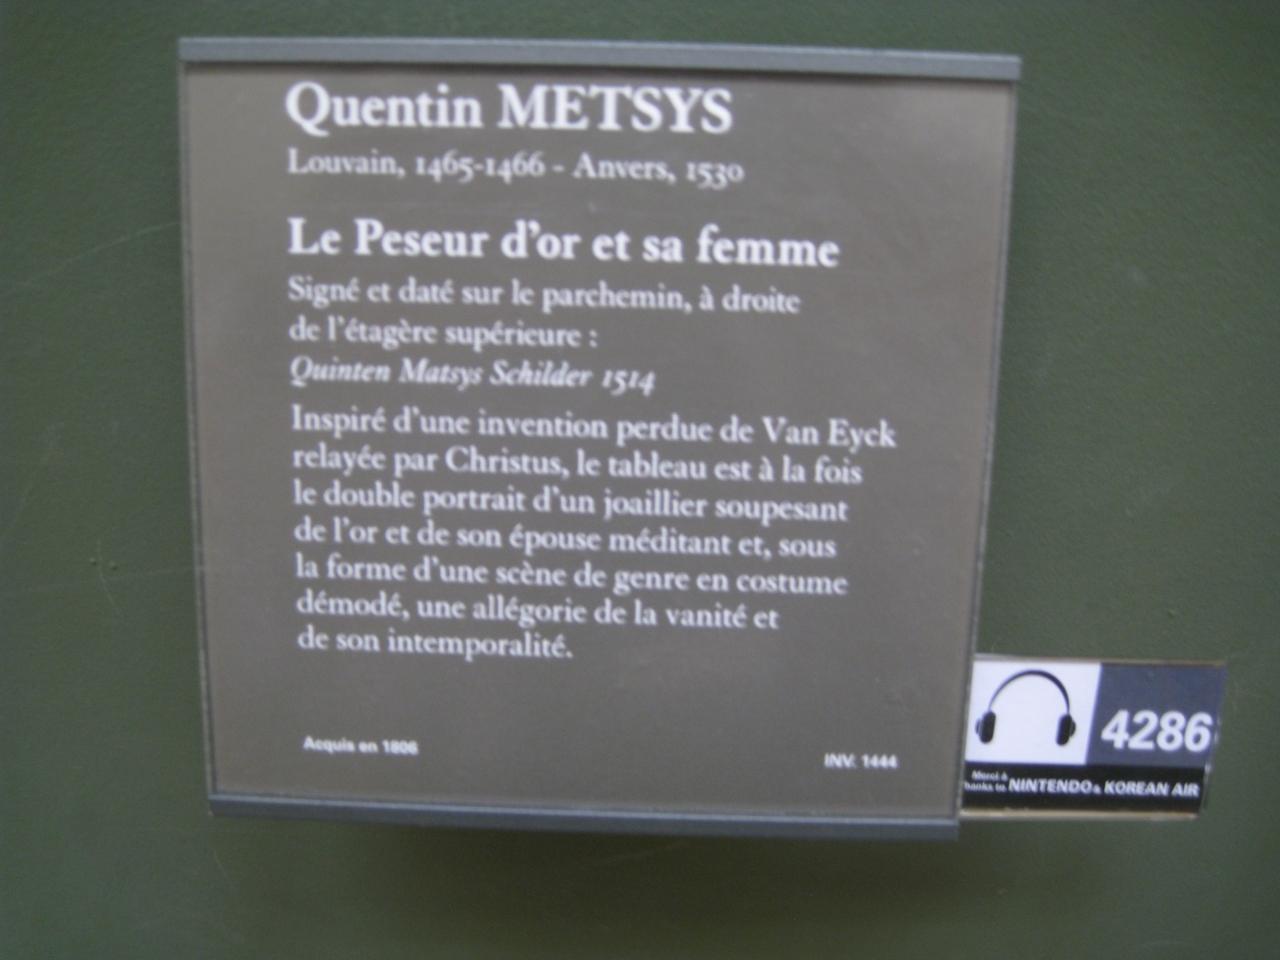 Quentin METSYS
Louvain, 1465-1466 - Anvers, 1530
Le Peseur d'or et sa femme
Signé et daté sur le parchemin, à droite
de l'étagère supérieure :
Quinten Matsys Schilder 1514
Inspiré d'une invention perdue de Van Eyck
relayée par Christus, le tableau est à la fois
le double portrait d'un joaillier soupesant
de l'or et de son épouse méditant et, sous
la forme d'une scène de genre en costume
démodé, une allégorie de la vanité et
de son intemporalité.
Acquis en 1806
INV. 1444
4286
Merci à
hanks to NINTENDO & KOREAN AIR